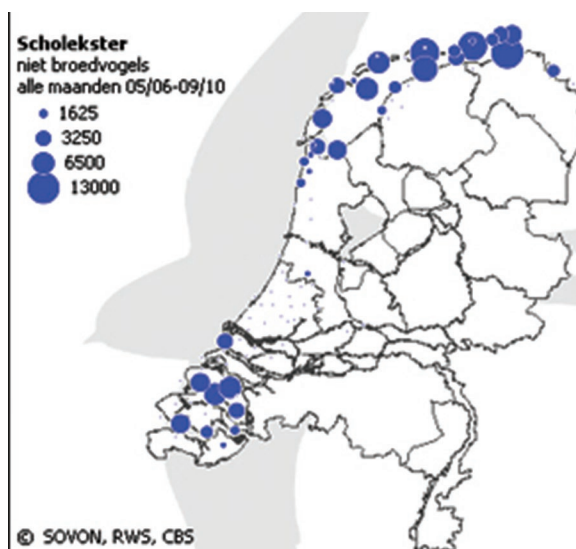 Scholekster
niet broedvogels
alle maanden 05/06-09/10
1625
3250
6500
13000
© SOVON, RWS, CBS